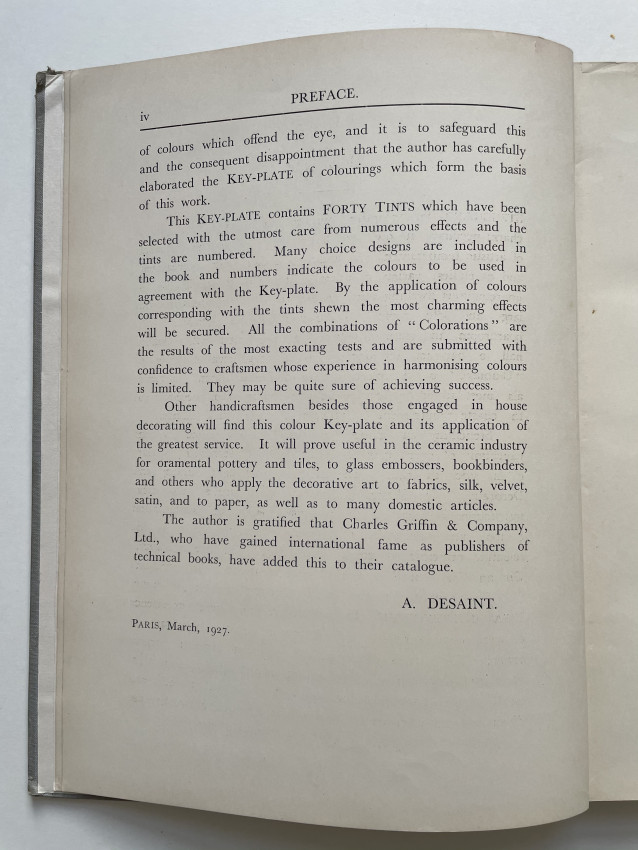 iv
PREFACE.
of colours which offend the eye, and it is to safeguard this
and the consequent disappointment that the author has carefully
elaborated the KEY-PLATE of colourings which form the basis
of this work.
This KEY-PLATE contains FORTY TINTS which have been
selected with the utmost care from numerous effects and the
tints are numbered. Many choice designs are included in
the book and numbers indicate the colours to be used in
agreement with the Key-plate. By the application of colours
corresponding with the tints shewn the most charming effects
will be secured. All the combinations of “Colorations” are
the results of the most exacting tests and are submitted with
confidence to craftsmen whose experience in harmonising colours
is limited. They may be quite sure of achieving success.
Other handicraftsmen besides those engaged in house
decorating will find this colour Key-plate and its application of
the greatest service. It will prove useful in the ceramic industry
for oramental pottery and tiles, to glass embossers, bookbinders,
and others who apply the decorative art to fabrics, silk, velvet,
satin, and to paper, as well as to many domestic articles.
The author is gratified that Charles Griffin & Company,
Ltd., who have gained international fame as publishers of
technical books, have added this to their catalogue.
A. DESAINT.
PARIS, March, 1927.